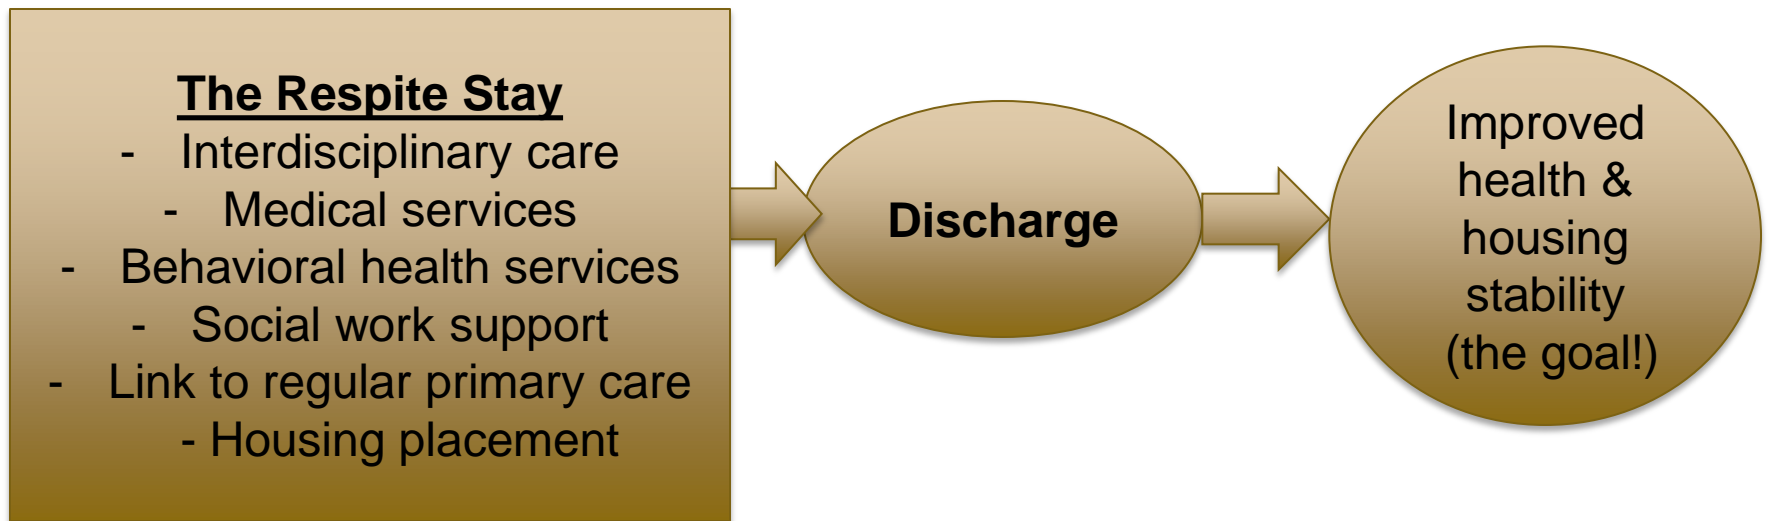 The Respite Stay
- Interdisciplinary care
- Medical services
- Behavioral health services
- Social work support
- Link to regular primary care
- Housing placement
Discharge
Improved
health &
housing
stability
(the goal!)